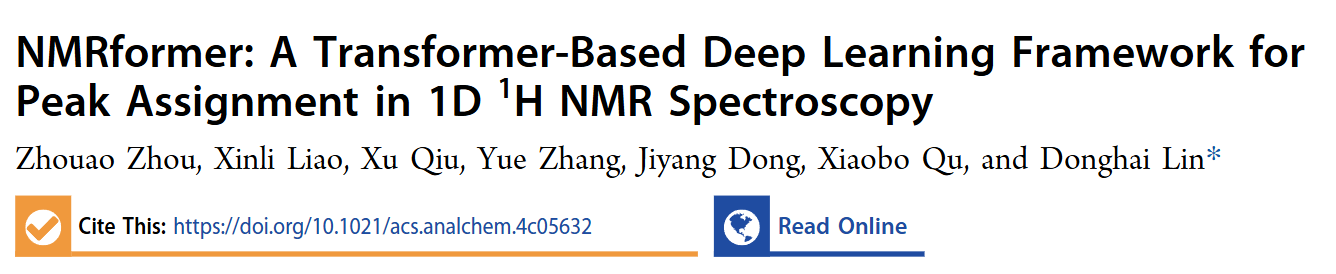 NMRformer: A Transformer-Based Deep Learning Framework for
Peak Assignment in 1D ¹H NMR Spectroscopy
Zhouao Zhou, Xinli Liao, Xu Qiu, Yue Zhang, Jiyang Dong, Xiaobo Qu, and Donghai Lin*
Cite This: https://doi.org/10.1021/acs.analchem.4c05632 Read Online